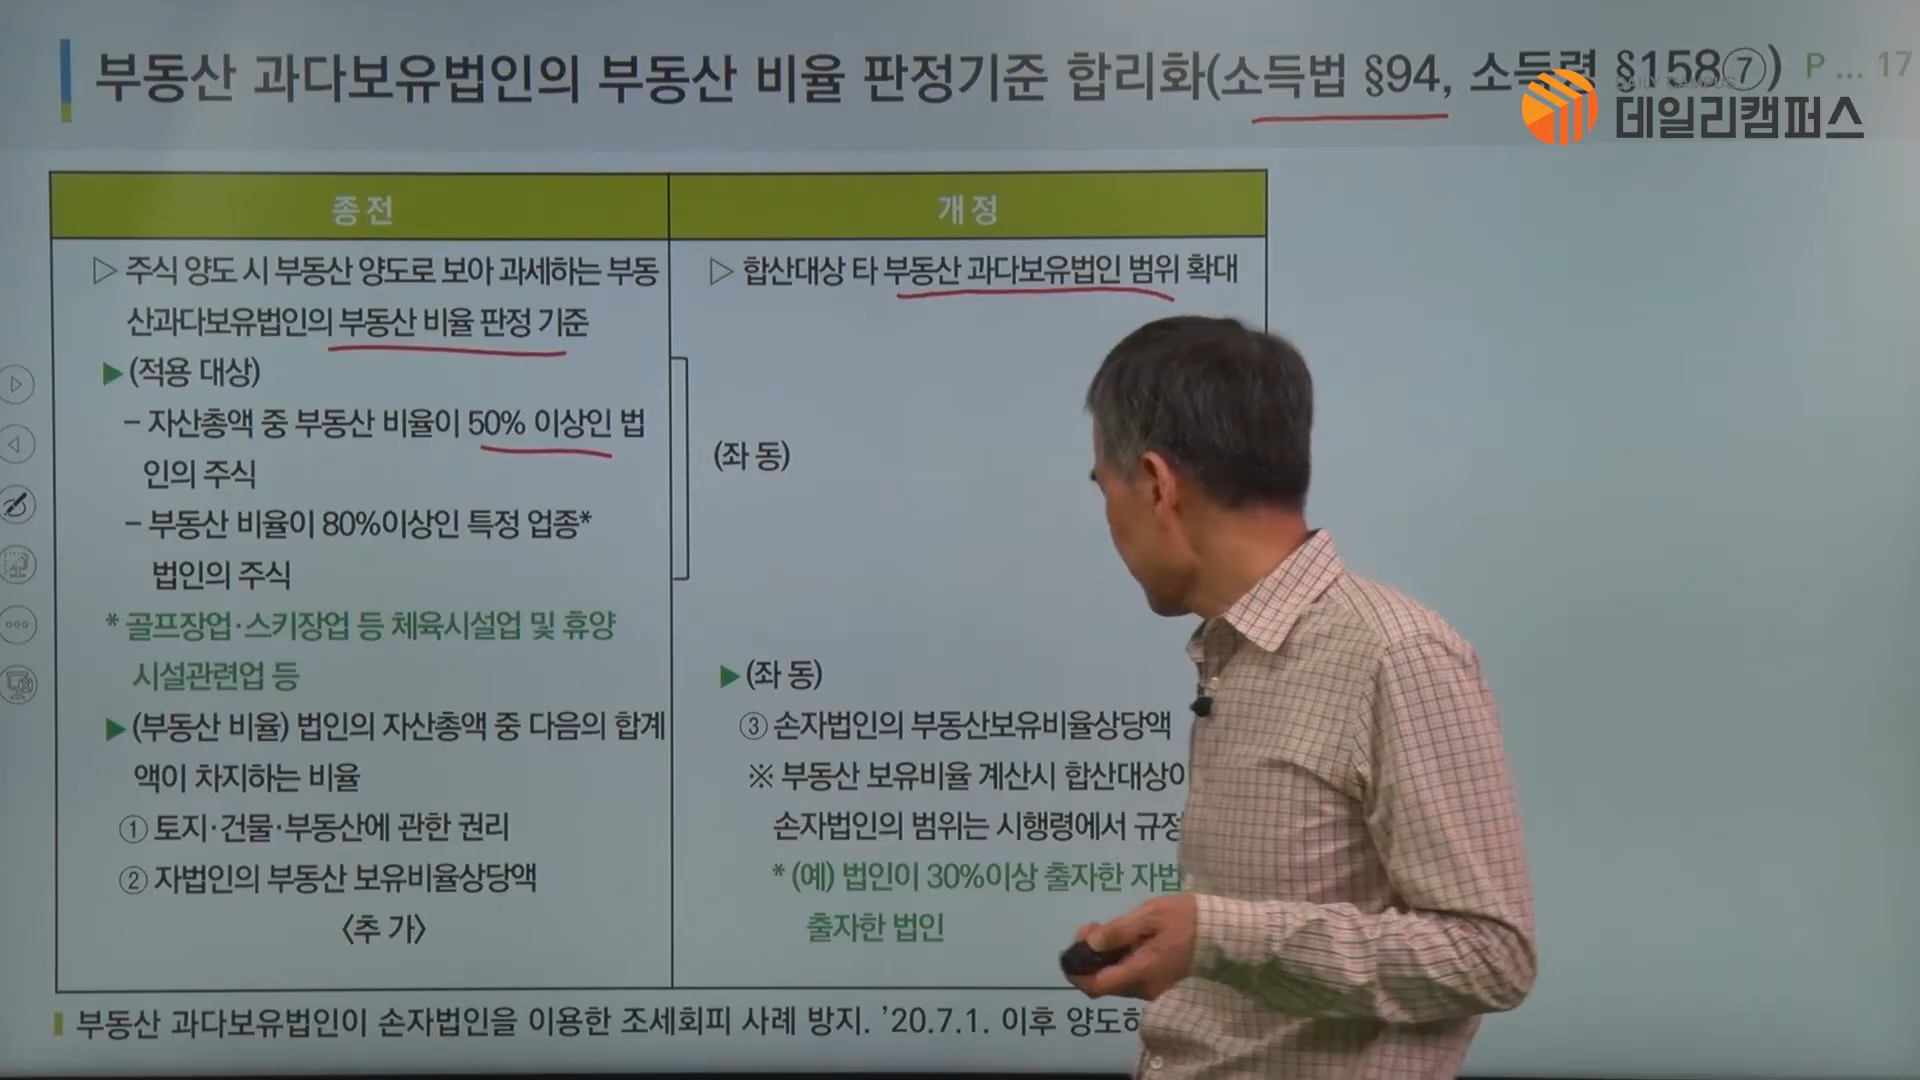 부동산 과다보유법인의 부동산 비율 판정기준 합리화(소득법 §94, 소득령 §158⑦) P ... 17
DAILY CAMPUS
데일리캠퍼스
종 전
개 정
▷ 주식 양도 시 부동산 양도로 보아 과세하는 부동
산과다보유법인의 부동산 비율 판정 기준
▶ (적용 대상)
- 자산총액 중 부동산 비율이 50% 이상인 법
인의 주식
- 부동산 비율이 80%이상인 특정 업종*
법인의 주식
* 골프장업·스키장업 등 체육시설업 및 휴양
시설관련업 등
▶ (부동산 비율) 법인의 자산총액 중 다음의 합계
액이 차지하는 비율
① 토지·건물·부동산에 관한 권리
② 자법인의 부동산 보유비율상당액
〈추 가〉
▷ 합산대상 타 부동산 과다보유법인 범위 확대
(좌 동)
▶ (좌 동)
③ 손자법인의 부동산보유비율상당액
※ 부동산 보유비율 계산시 합산대상이
손자법인의 범위는 시행령에서 규정
* (예) 법인이 30%이상 출자한 자법
출자한 법인
부동산 과다보유법인이 손자법인을 이용한 조세회피 사례 방지. ’20.7.1. 이후 양도하